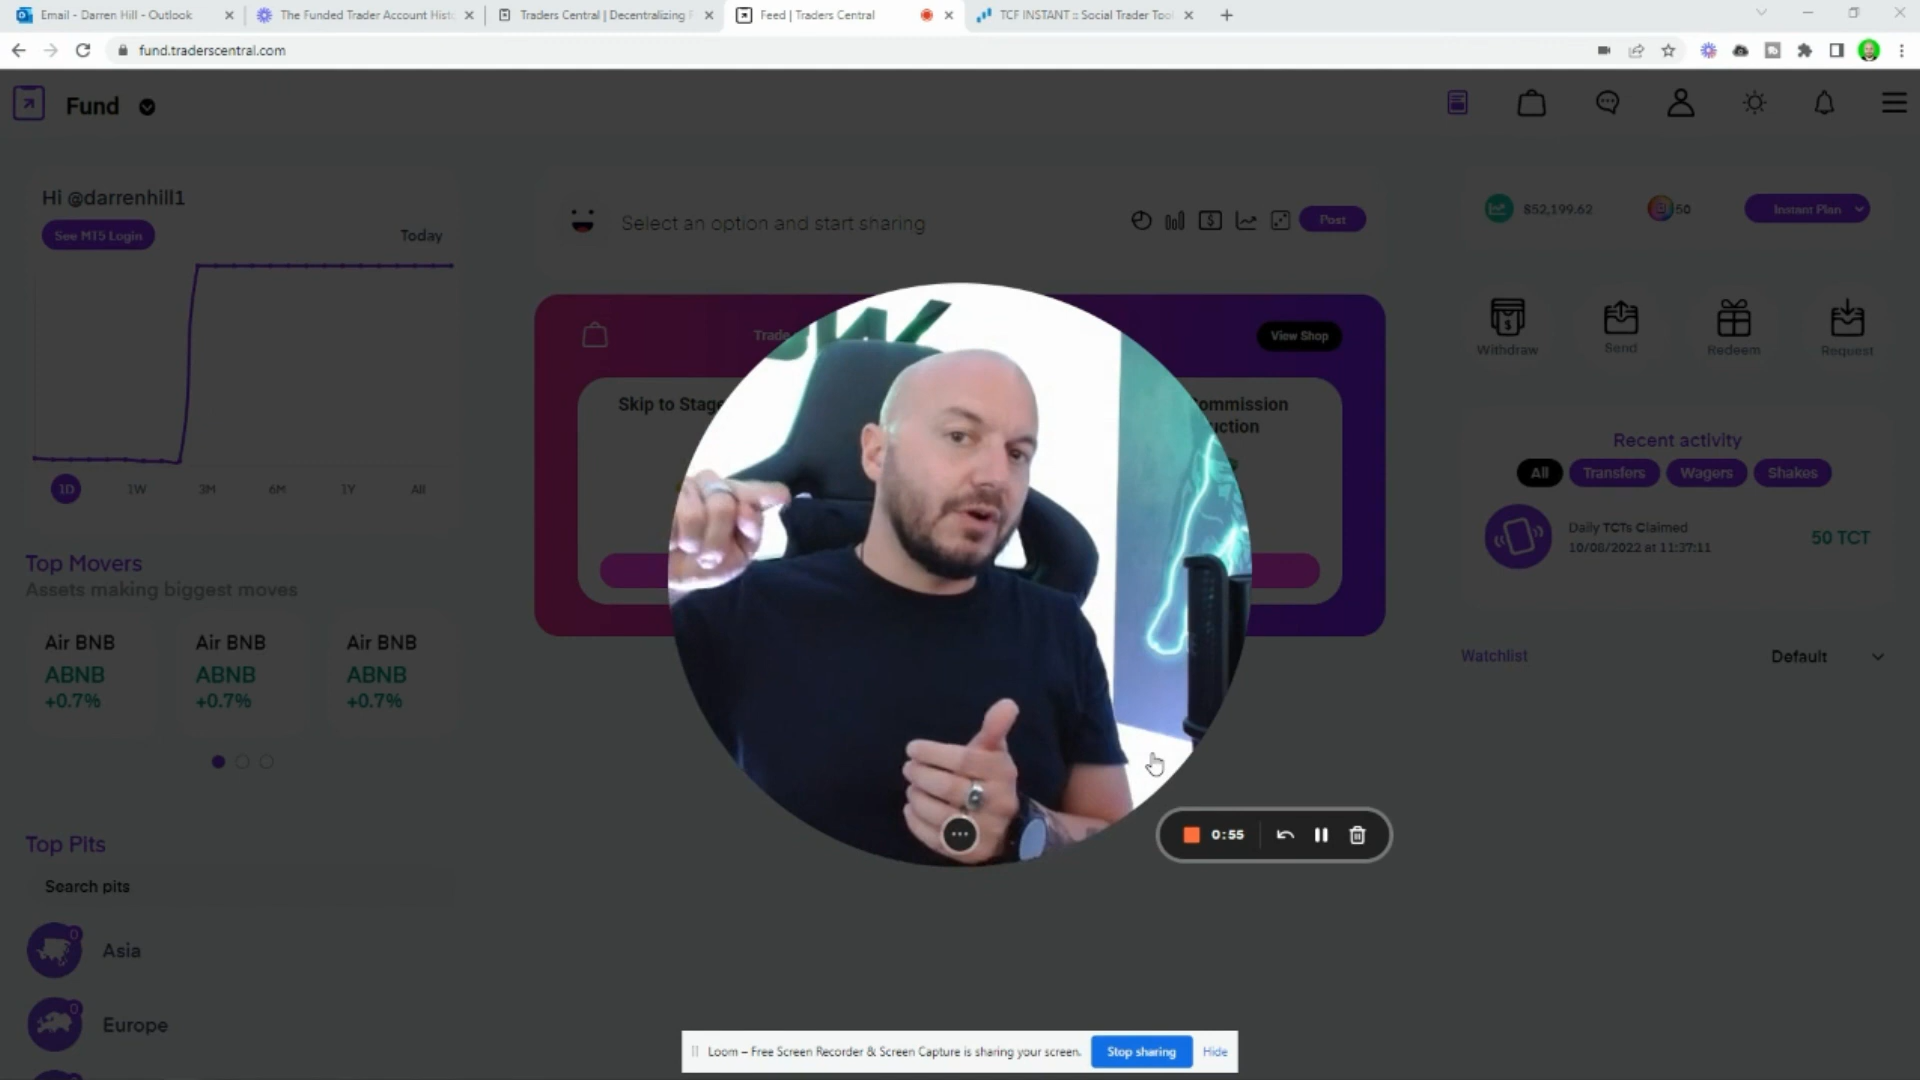 Email - Darren Hill - Outlook
The Funded Trader Account Histo
Traders Central | Decentralizing F
Feed | Traders Central
TCF INSTANT :: Social Trader Tool
fund.traderscentral.com
Fund
Hi @darrenhill1
See MT5 Login
Today
1D 1W 3M 6M 1Y All
Top Movers
Assets making biggest moves
Air BNB Air BNB Air BNB
ABNB ABNB ABNB
+0.7% +0.7% +0.7%
Top Pits
Search pits
0
Asia
0
Europe
Select an option and start sharing
Post
Trade
View Shop
Skip to Stage
ommission
uction
0:55
Loom – Free Screen Recorder & Screen Capture is sharing your screen.
Stop sharing
Hide
$52,199.62
50
Instant Plan
Withdraw
Send
Redeem
Request
Recent activity
All Transfers Wagers Shakes
Daily TCTs Claimed
10/08/2022 at 11:37:11
50 TCT
Watchlist
Default